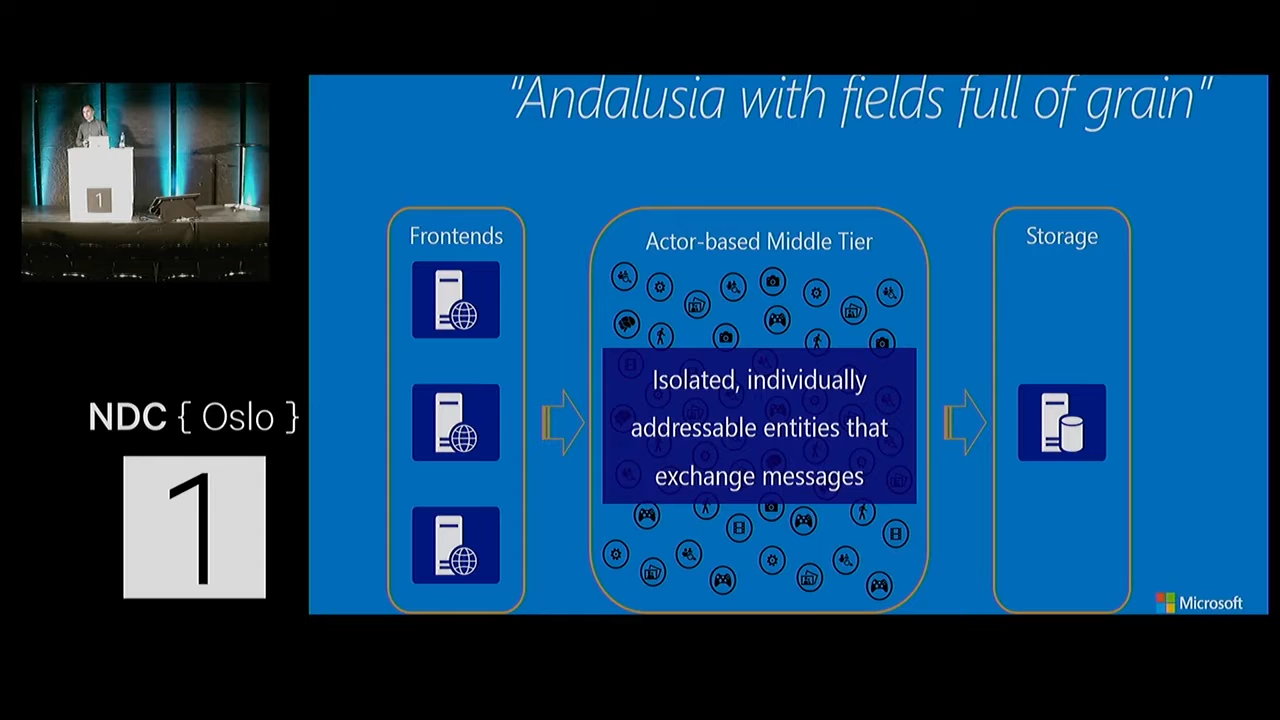 "Andalusia with fields full of grain"
Frontends
Actor-based Middle Tier
Storage
Isolated, individually
addressable entities that
exchange messages
Microsoft
1
NDC { Oslo }
1